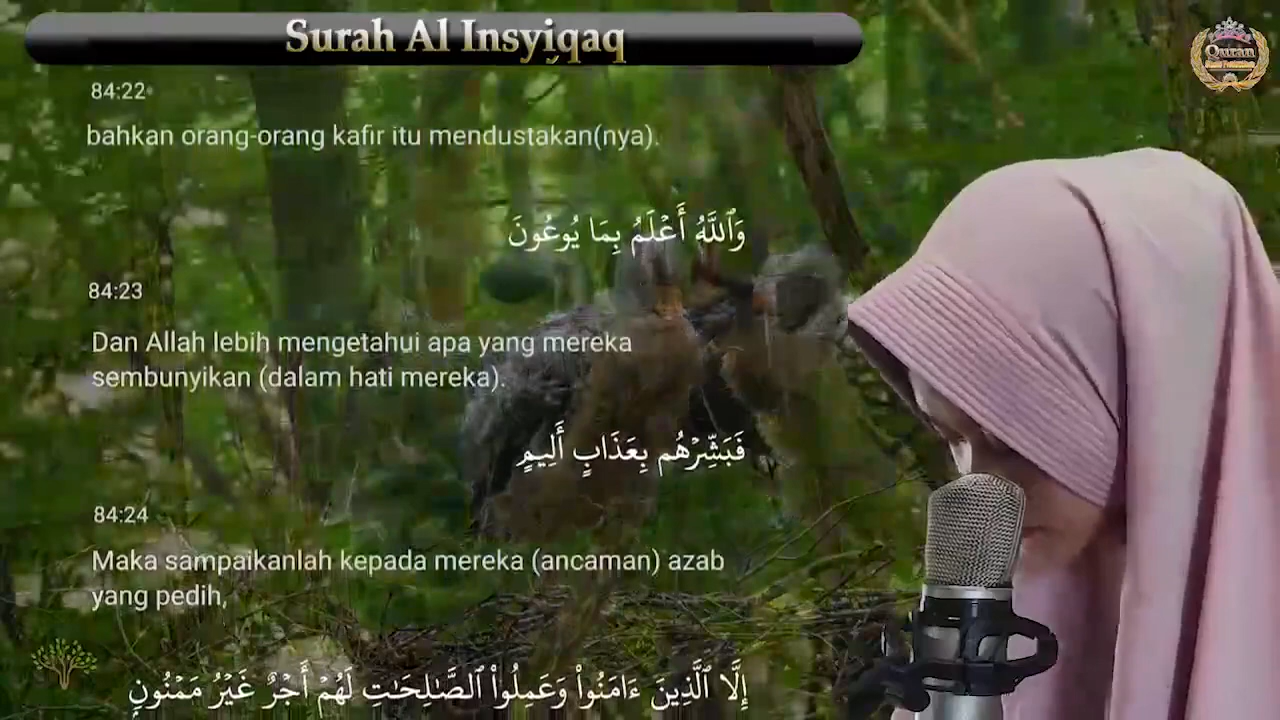 Surah Al Insyiqaq
Quran
84:22
bahkan orang-orang kafir itu mendustakan(nya).
وَٱللَّهُ أَعْلَمُ بِمَا يُوعُونَ
84:23
Dan Allah lebih mengetahui apa yang mereka
sembunyikan (dalam hati mereka).
فَبَشِّرْهُم بِعَذَابٍ أَلِيمٍ
84:24
Maka sampaikanlah kepada mereka (ancaman) azab
yang pedih,
إِلَّا ٱلَّذِينَ ءَامَنُوا۟ وَعَمِلُوا۟ ٱلصَّـٰلِحَـٰتِ لَهُمْ أَجْرٌ غَيْرُ مَمْنُونٍۭ